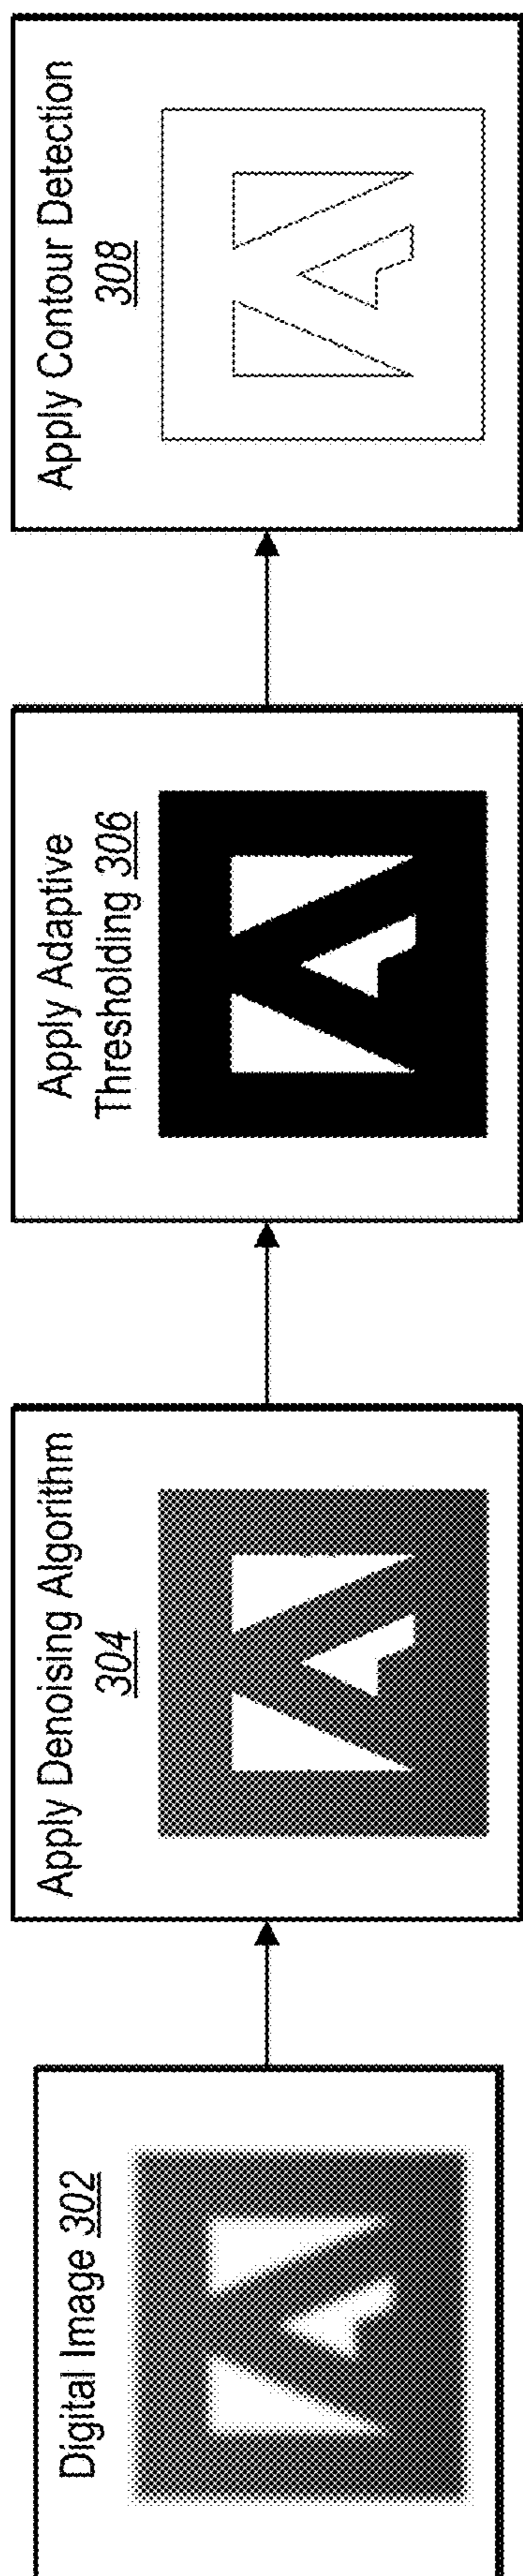 Digital Image 302
Apply Denoising Algorithm
304
Apply Adaptive
Thresholding 306
Apply Contour Detection
308